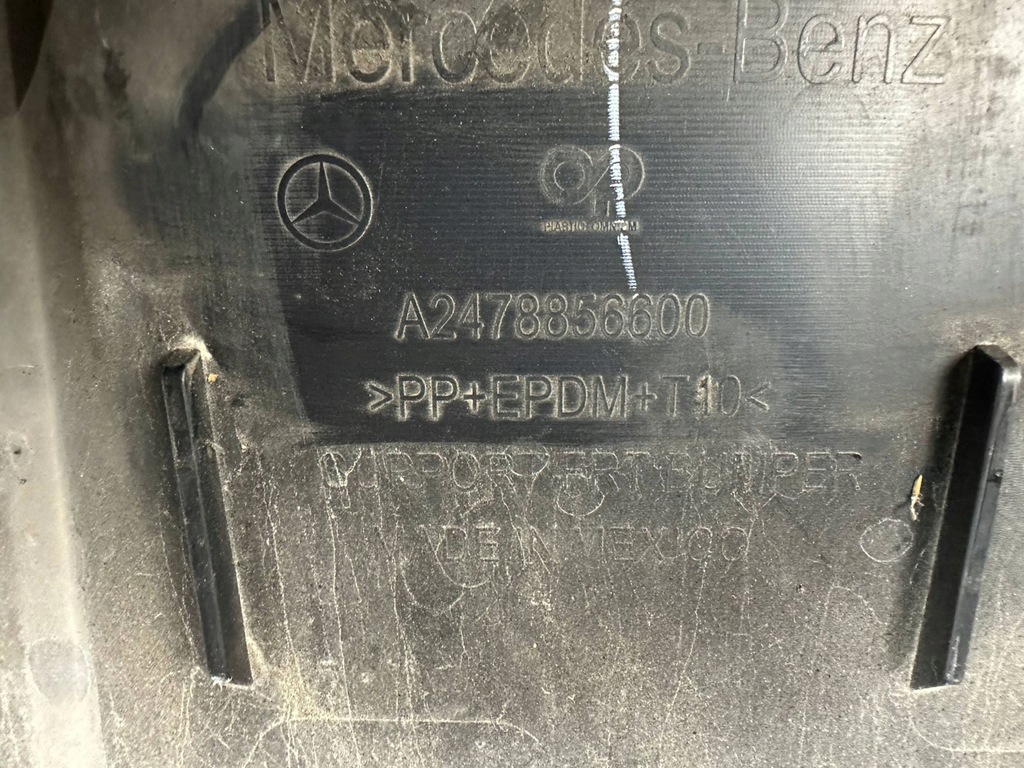 Mercedes-Benz
PLASTIC OMNIUM
A2478856600
>PP+EPDM+T10<
SUPPORT FRT BUMPER
MADE IN MEXICO